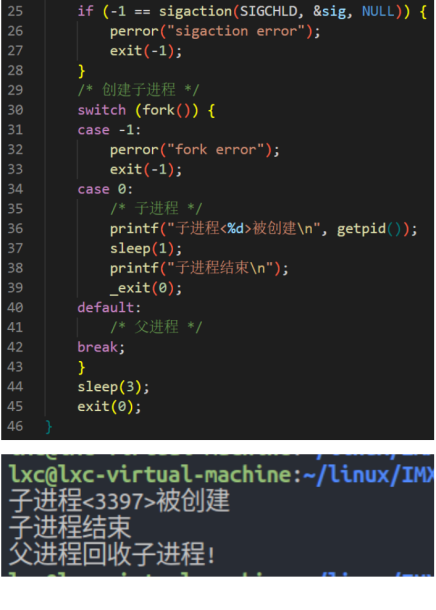 25 if (-1 == sigaction(SIGCHLD, &sig, NULL)) {
26 perror("sigaction error");
27 exit(-1);
28 }
29 /* 创建子进程 */
30 switch (fork()) {
31 case -1:
32 perror("fork error");
33 exit(-1);
34 case 0:
35 /* 子进程 */
36 printf("子进程<%d>被创建\n", getpid());
37 sleep(1);
38 printf("子进程结束\n");
39 _exit(0);
40 default:
41 /* 父进程 */
42 break;
43 }
44 sleep(3);
45 exit(0);
46 }
lxc@lxc-virtual-machine:~/linux/IMX
子进程<3397>被创建
子进程结束
父进程回收子进程!